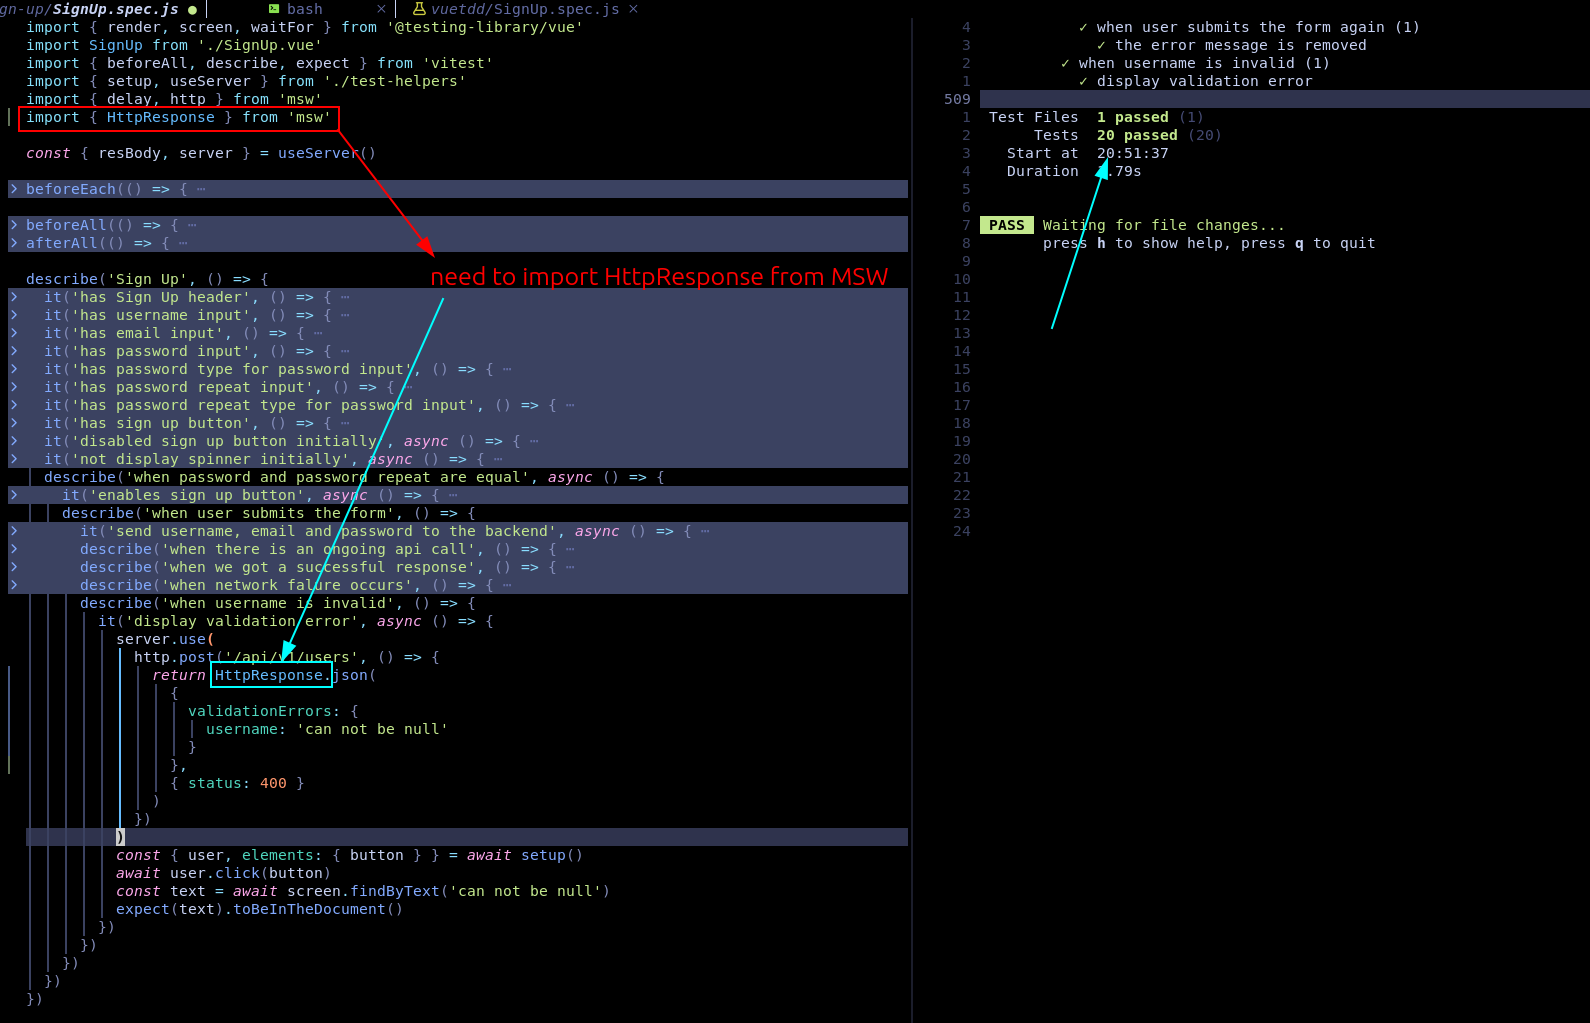 gn-up/SignUp.spec.js ● bash × vuetdd/SignUp.spec.js ×
import { render, screen, waitFor } from '@testing-library/vue'
import SignUp from './SignUp.vue'
import { beforeAll, describe, expect } from 'vitest'
import { setup, useServer } from './test-helpers'
import { delay, http } from 'msw'
import { HttpResponse } from 'msw'
const { resBody, server } = useServer()
beforeEach(() => { ⋯
beforeAll(() => { ⋯
afterAll(() => { ⋯
need to import HttpResponse from MSW
describe('Sign Up', () => {
it('has Sign Up header', () => { ⋯
it('has username input', () => { ⋯
it('has email input', () => { ⋯
it('has password input', () => { ⋯
it('has password type for password input', () => { ⋯
it('has password repeat input', () => { ⋯
it('has password repeat type for password input', () => { ⋯
it('has sign up button', () => { ⋯
it('disabled sign up button initially', async () => { ⋯
it('not display spinner initially', async () => { ⋯
describe('when password and password repeat are equal', async () => {
it('enables sign up button', async () => { ⋯
describe('when user submits the form', () => {
it('send username, email and password to the backend', async () => { ⋯
describe('when there is an ongoing api call', () => { ⋯
describe('when we got a successful response', () => { ⋯
describe('when network falure occurs', () => { ⋯
describe('when username is invalid', () => {
it('display validation error', async () => {
server.use(
http.post('/api/v1/users', () => {
return HttpResponse.json(
{
validationErrors: {
username: 'can not be null'
}
},
{ status: 400 }
)
})
)
const { user, elements: { button } } = await setup()
await user.click(button)
const text = await screen.findByText('can not be null')
expect(text).toBeInTheDocument()
})
})
})
})
})
4 ✓ when user submits the form again (1)
3 ✓ the error message is removed
2 ✓ when username is invalid (1)
1 ✓ display validation error
509
1 Test Files 1 passed (1)
2 Tests 20 passed (20)
3 Start at 20:51:37
4 Duration .79s
5
6
7 PASS Waiting for file changes...
8 press h to show help, press q to quit
9
10
11
12
13
14
15
16
17
18
19
20
21
22
23
24